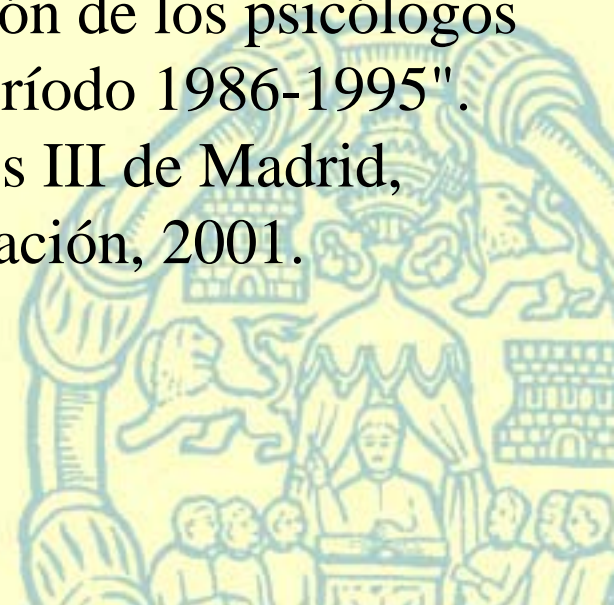 ón de los psicólogos
ríodo 1986-1995".
s III de Madrid,
ación, 2001.